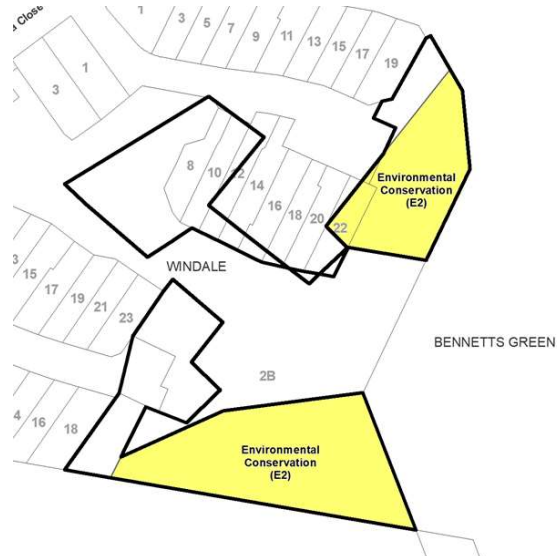 Close
1
3
5
7
9
11
13
15
17
19
1
3
8
10
12
14
16
18
20
22
Environmental
Conservation
(E2)
WINDALE
3
15
17
19
21
23
BENNETTS GREEN
2B
4
16
18
Environmental
Conservation
(E2)